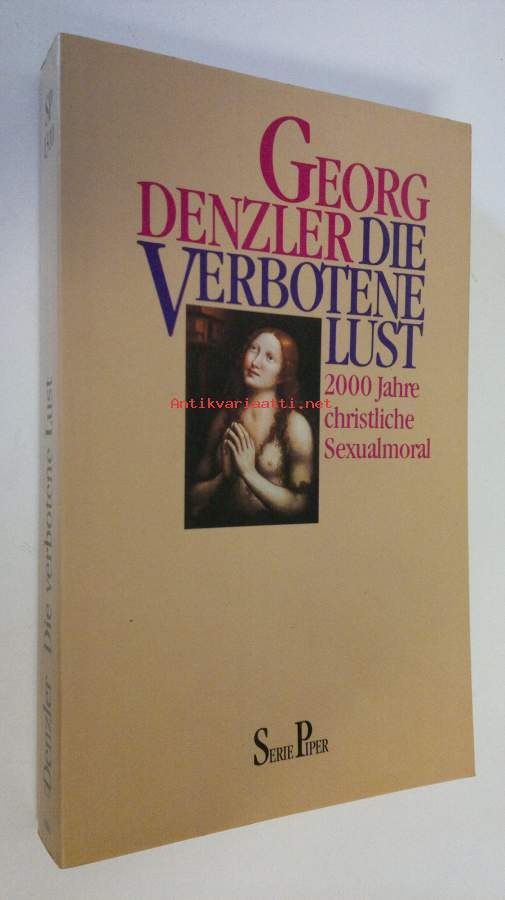 GEORG
DENZLER DIE
VERBOTENE
LUST
2000 Jahre
christliche
Sexualmoral
Antikvariaatti.net
SERIE PIPER
Denzler Die verbotene Lust